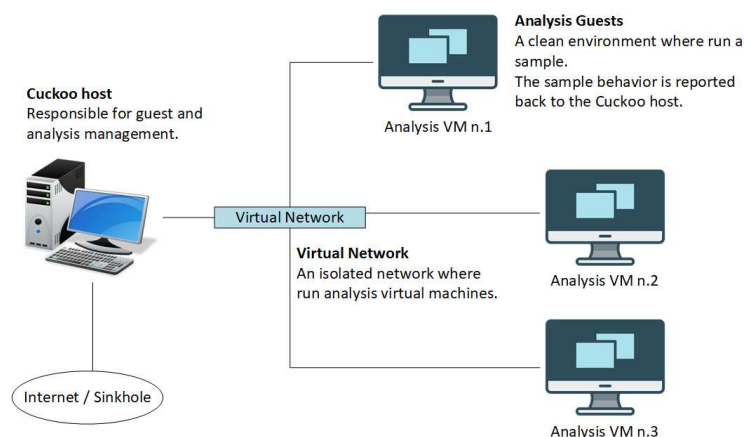 Cuckoo host
Responsible for guest and
analysis management.
Internet / Sinkhole
Virtual Network
Virtual Network
An isolated network where
run analysis virtual machines.
Analysis Guests
A clean environment where run a
sample.
The sample behavior is reported
back to the Cuckoo host.
Analysis VM n.1
Analysis VM n.2
Analysis VM n.3